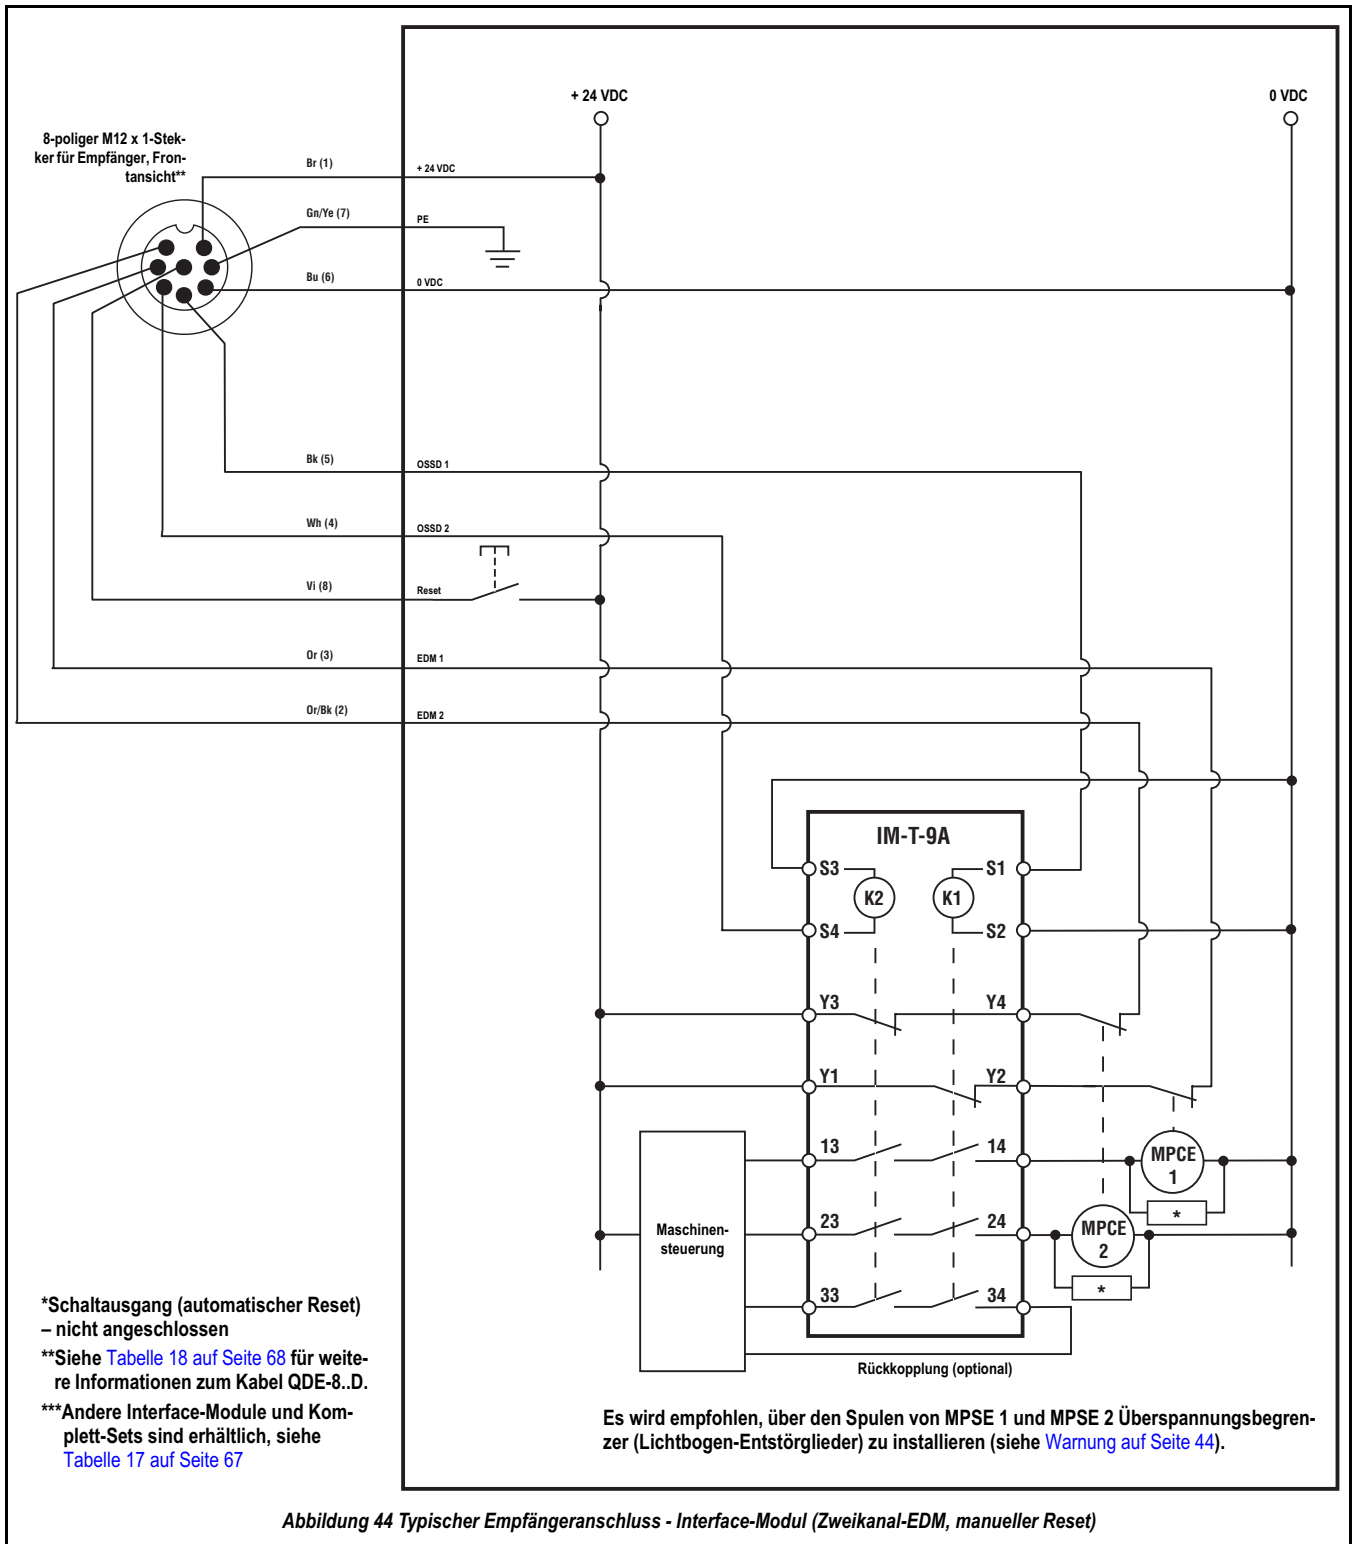 + 24 VDC
0 VDC
8-poliger M12 x 1-Stek-
ker für Empfänger, Fron-
tansicht**
Br (1)
+ 24 VDC
Gn/Ye (7)
PE
Bu (6)
0 VDC
Bk (5)
OSSD 1
Wh (4)
OSSD 2
Vi (8)
Reset
Or (3)
EDM 1
Or/Bk (2)
EDM 2
IM-T-9A
S3
S1
K2
K1
S4
S2
Y3
Y4
Y1
Y2
13
14
MPCE
1
*
23
24
MPCE
2
*
Maschinen-
steuerung
33
34
Rückkopplung (optional)
*Schaltausgang (automatischer Reset)
– nicht angeschlossen
**Siehe Tabelle 18 auf Seite 68 für weite-
re Informationen zum Kabel QDE-8..D.
***Andere Interface-Module und Kom-
plett-Sets sind erhältlich, siehe
Tabelle 17 auf Seite 67
Es wird empfohlen, über den Spulen von MPSE 1 und MPSE 2 Überspannungsbegren-
zer (Lichtbogen-Entstörglieder) zu installieren (siehe Warnung auf Seite 44).
Abbildung 44 Typischer Empfängeranschluss - Interface-Modul (Zweikanal-EDM, manueller Reset)